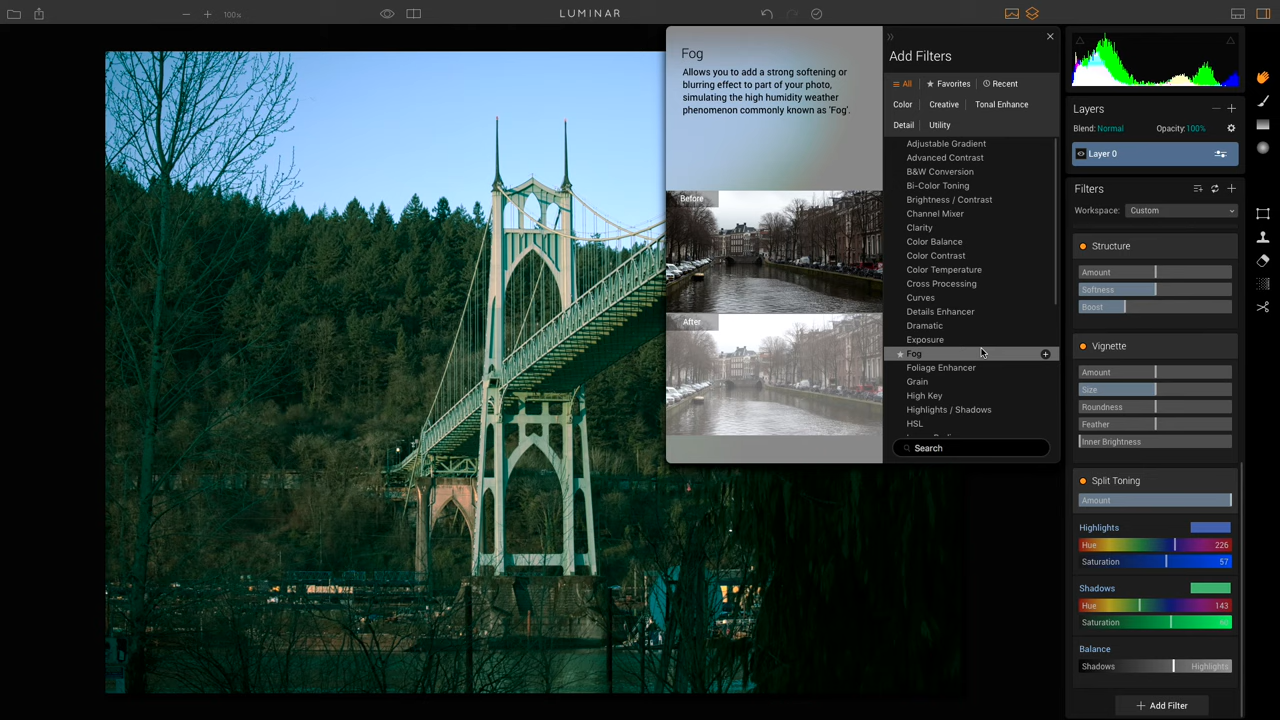 100%
LUMINAR
Fog
Allows you to add a strong softening or
blurring effect to part of your photo,
simulating the high humidity weather
phenomenon commonly known as 'Fog'.
Before
After
Add Filters
All Favorites Recent
Color Creative Tonal Enhance
Detail Utility
Adjustable Gradient
Advanced Contrast
B&W Conversion
Bi-Color Toning
Brightness / Contrast
Channel Mixer
Clarity
Color Balance
Color Contrast
Color Temperature
Cross Processing
Curves
Details Enhancer
Dramatic
Exposure
Fog
Foliage Enhancer
Grain
High Key
Highlights / Shadows
HSL
Search
Layers
Blend: Normal Opacity: 100%
Layer 0
Filters
Workspace: Custom
Structure
Amount
Softness
Boost
Vignette
Amount
Size
Roundness
Feather
Inner Brightness
Split Toning
Amount
Highlights
Hue 226
Saturation 57
Shadows
Hue 143
Saturation 60
Balance
Shadows Highlights
+ Add Filter